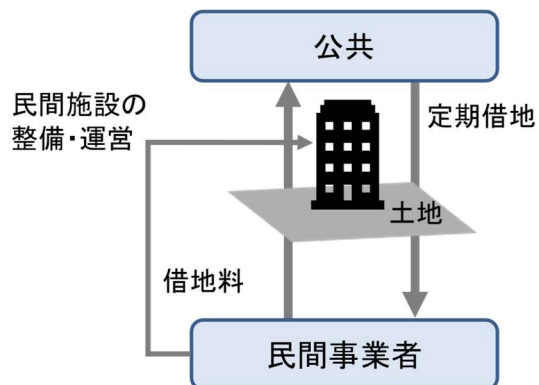 公共
民間施設の
整備・運営
定期借地
土地
借地料
民間事業者